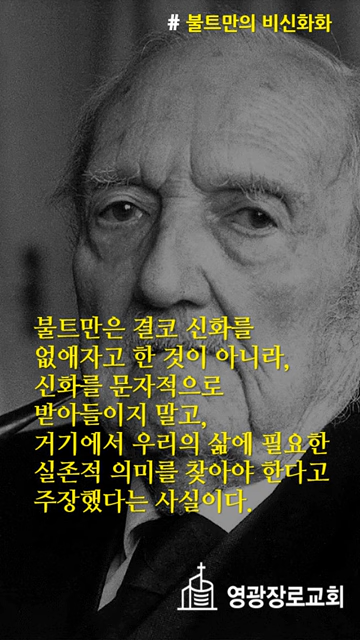 # 불트만의 비신화화
불트만은 결코 신화를
없애자고 한 것이 아니라,
신화를 문자적으로
받아들이지 말고,
거기에서 우리의 삶에 필요한
실존적 의미를 찾아야 한다고
주장했다는 사실이다.
영광장로교회